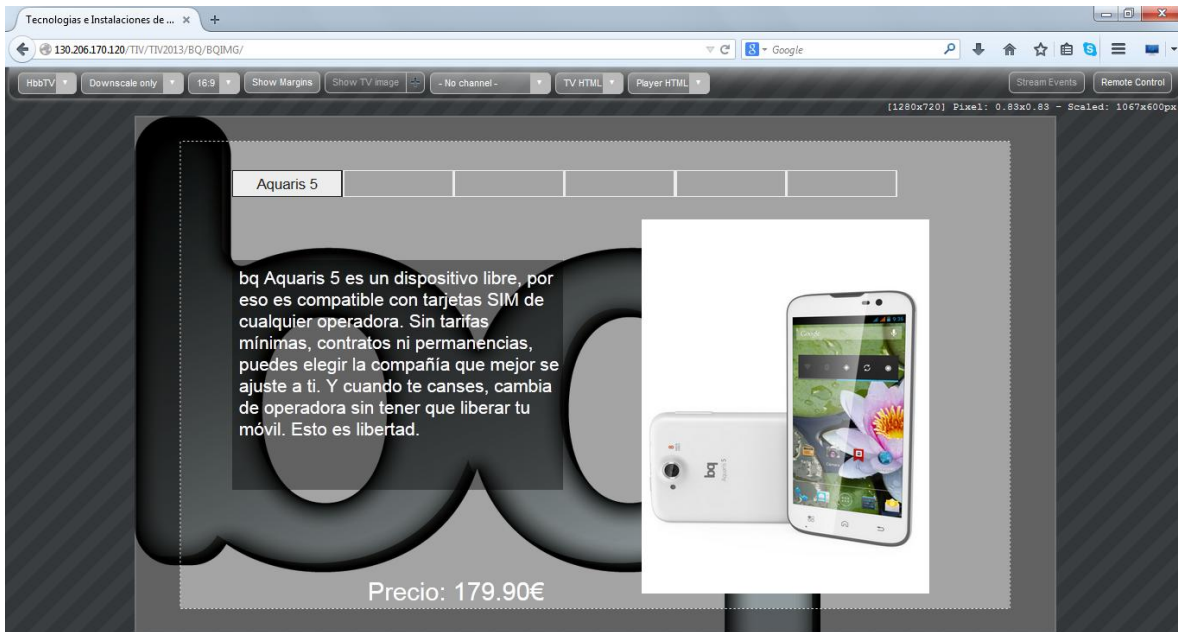 Tecnologias e Instalaciones de ...
130.206.170.120/TIV/TIV2013/BQ/BQIMG/
Google
HbbTV
Downscale only
16:9
Show Margins
Show TV image
- No channel -
TV HTML
Player HTML
Stream Events
Remote Control
[1280x720] Pixel: 0.83x0.83 - Scaled: 1067x600px
Aquaris 5
bq Aquaris 5 es un dispositivo libre, por
eso es compatible con tarjetas SIM de
cualquier operadora. Sin tarifas
mínimas, contratos ni permanencias,
puedes elegir la compañía que mejor se
ajuste a ti. Y cuando te canses, cambia
de operadora sin tener que liberar tu
móvil. Esto es libertad.
bq
Aquaris 5
Precio: 179.90€